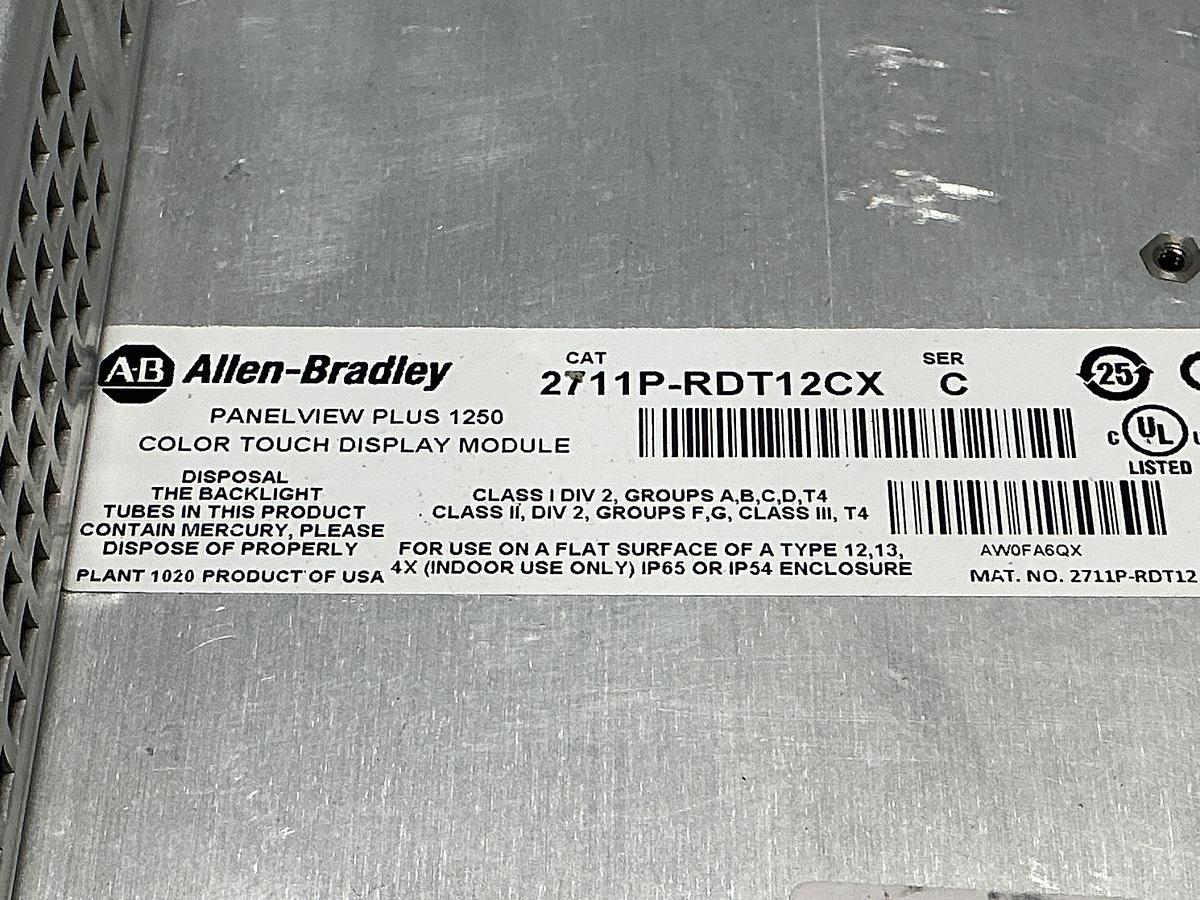 A-B Allen-Bradley
CAT
SER
2711P-RDT12CX
C
25
PANELVIEW PLUS 1250
COLOR TOUCH DISPLAY MODULE
C UL
LISTED
DISPOSAL
THE BACKLIGHT
TUBES IN THIS PRODUCT
CONTAIN MERCURY, PLEASE
DISPOSE OF PROPERLY
PLANT 1020 PRODUCT OF USA
CLASS I DIV 2, GROUPS A,B,C,D,T4
CLASS II, DIV 2, GROUPS F,G, CLASS III, T4
FOR USE ON A FLAT SURFACE OF A TYPE 12,13,
4X (INDOOR USE ONLY) IP65 OR IP54 ENCLOSURE
AW0FA6QX
MAT. NO. 2711P-RDT12